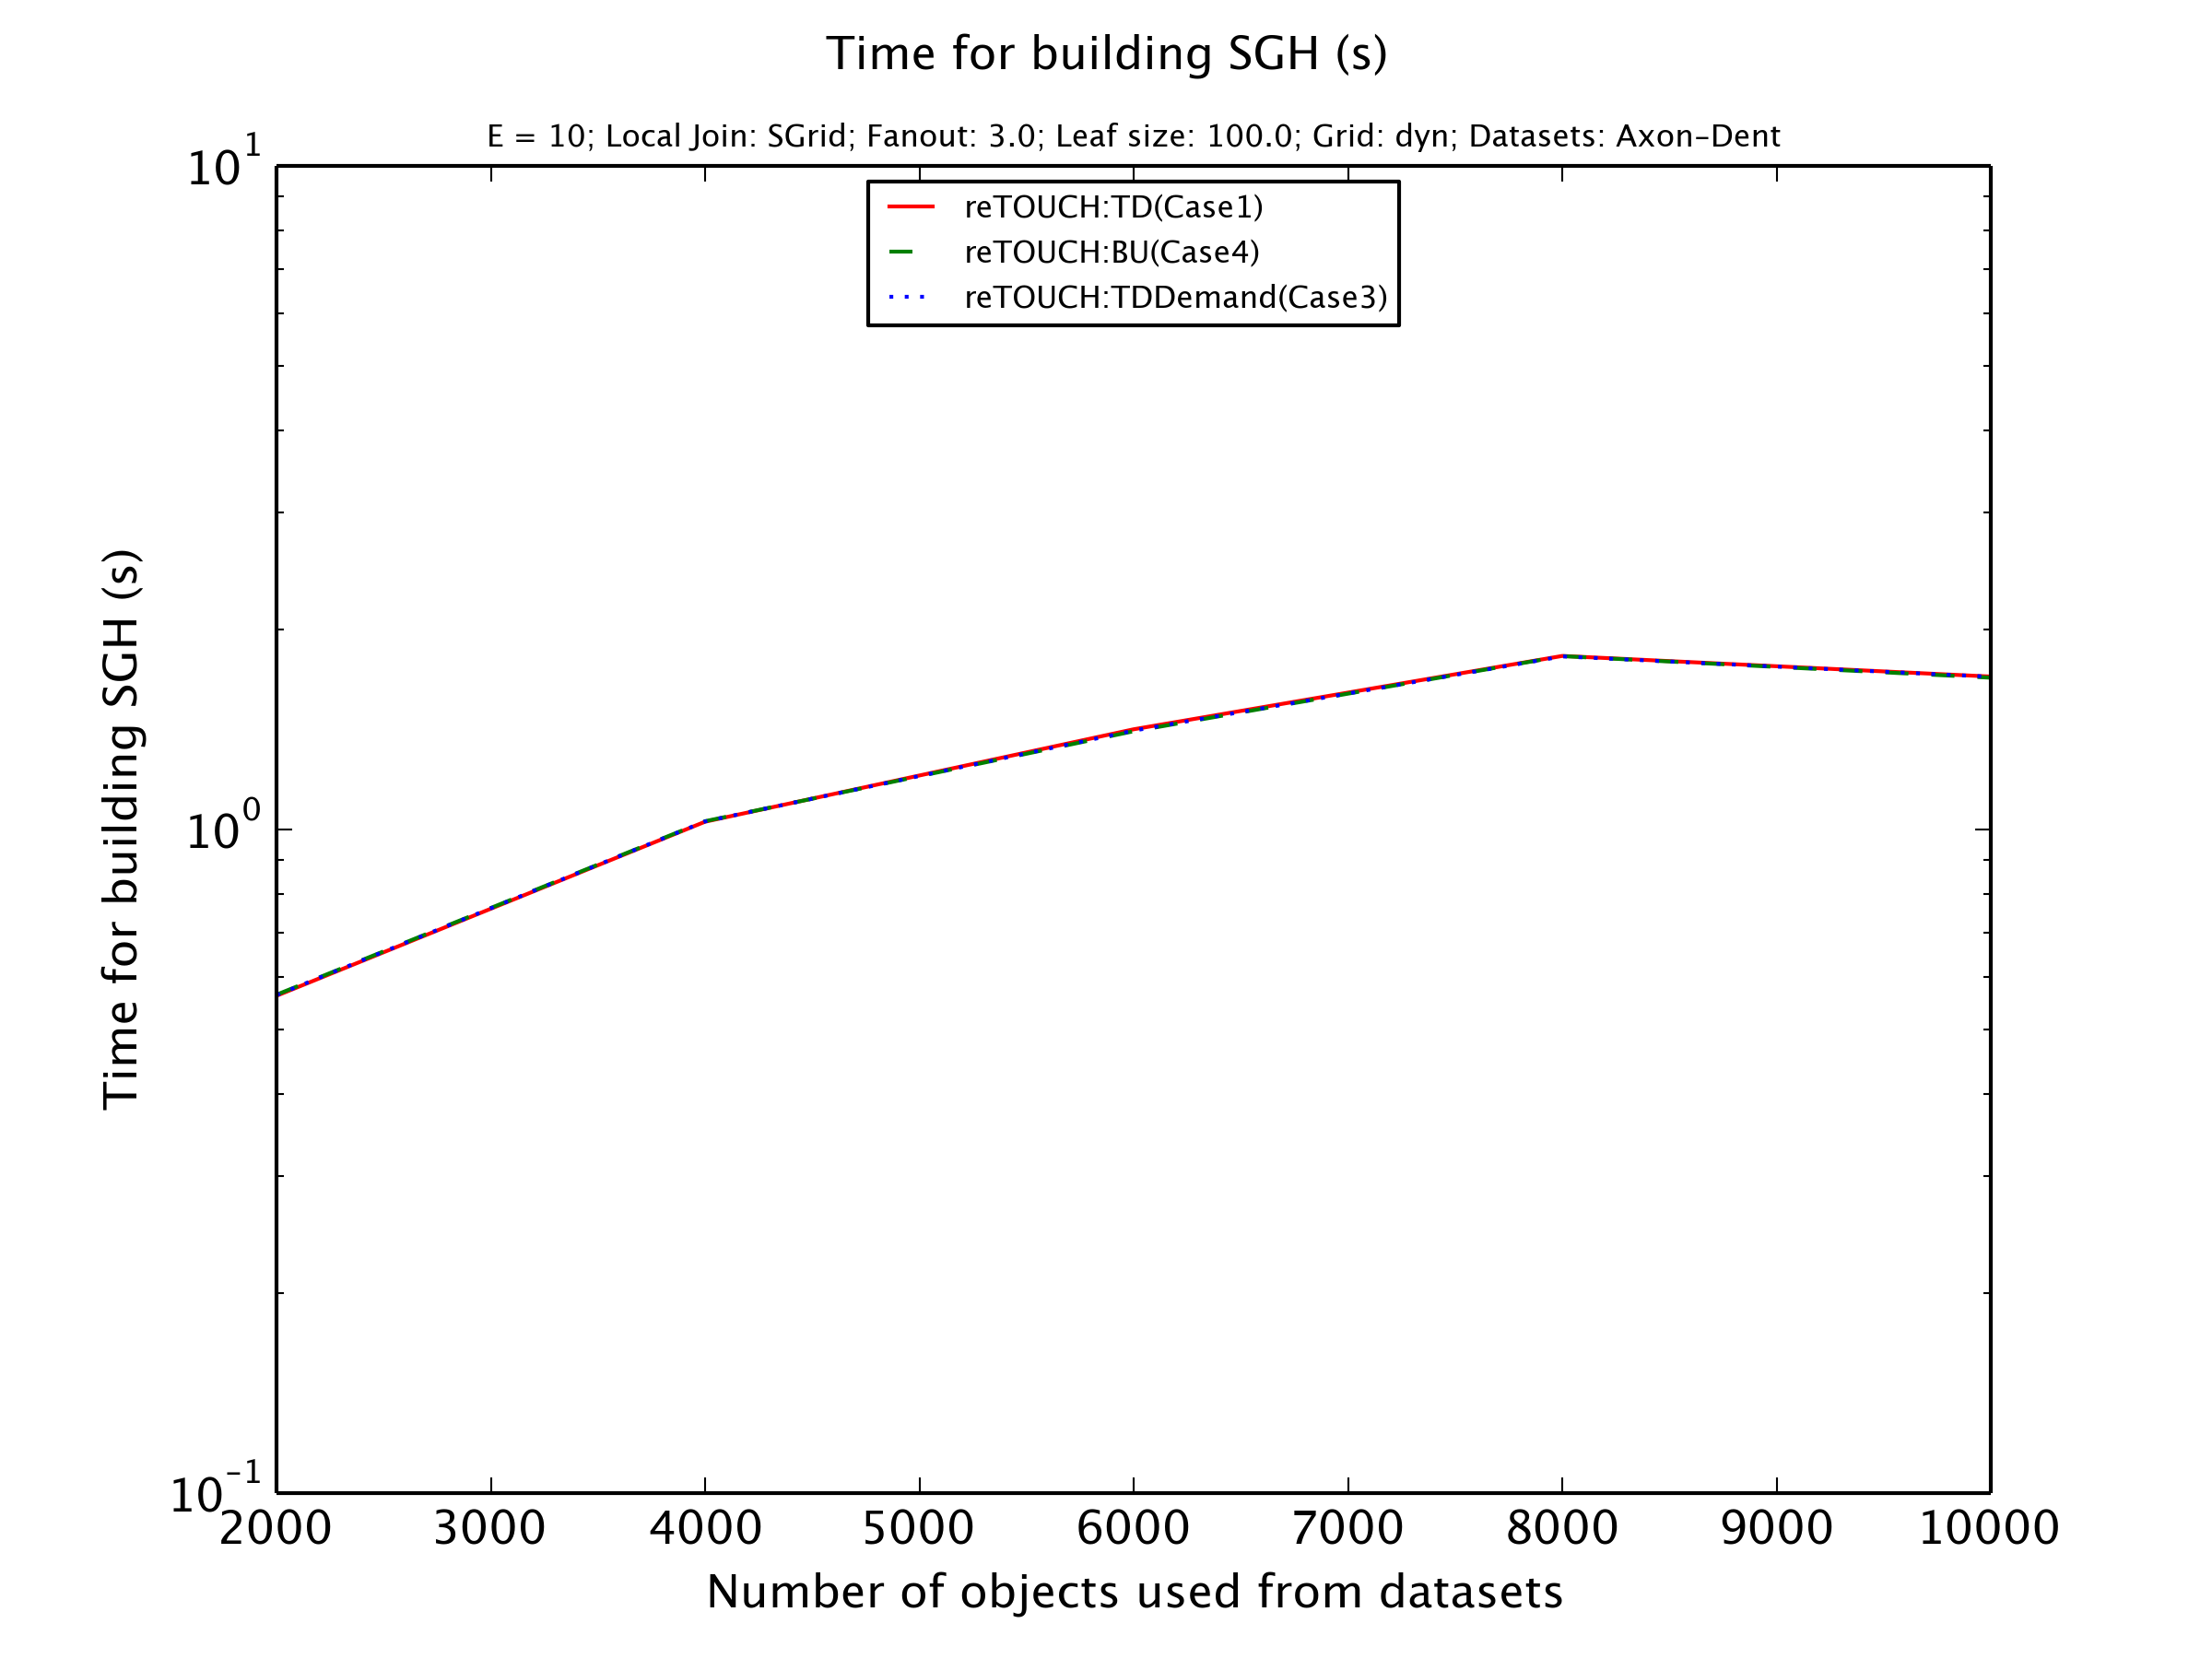 Time for building SGH (s)
E = 10; Local Join: SGrid; Fanout: 3.0; Leaf size: 100.0; Grid: dyn; Datasets: Axon-Dent
reTOUCH:TD(Case1)
reTOUCH:BU(Case4)
reTOUCH:TDDemand(Case3)
10^1
10^0
10^-1
Time for building SGH (s)
2000 3000 4000 5000 6000 7000 8000 9000 10000
Number of objects used from datasets